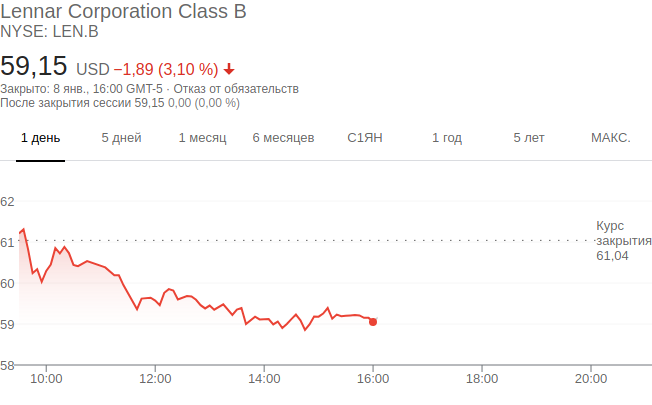 Lennar Corporation Class B
NYSE: LEN.B
59,15 USD −1,89 (3,10 %)
Закрыто: 8 янв., 16:00 GMT-5 · Отказ от обязательств
После закрытия сессии 59,15 0,00 (0,00 %)
1 день 5 дней 1 месяц 6 месяцев С1ЯН 1 год 5 лет МАКС.
62
61
60
59
58
Курс
закрытия
61,04
10:00 12:00 14:00 16:00 18:00 20:00